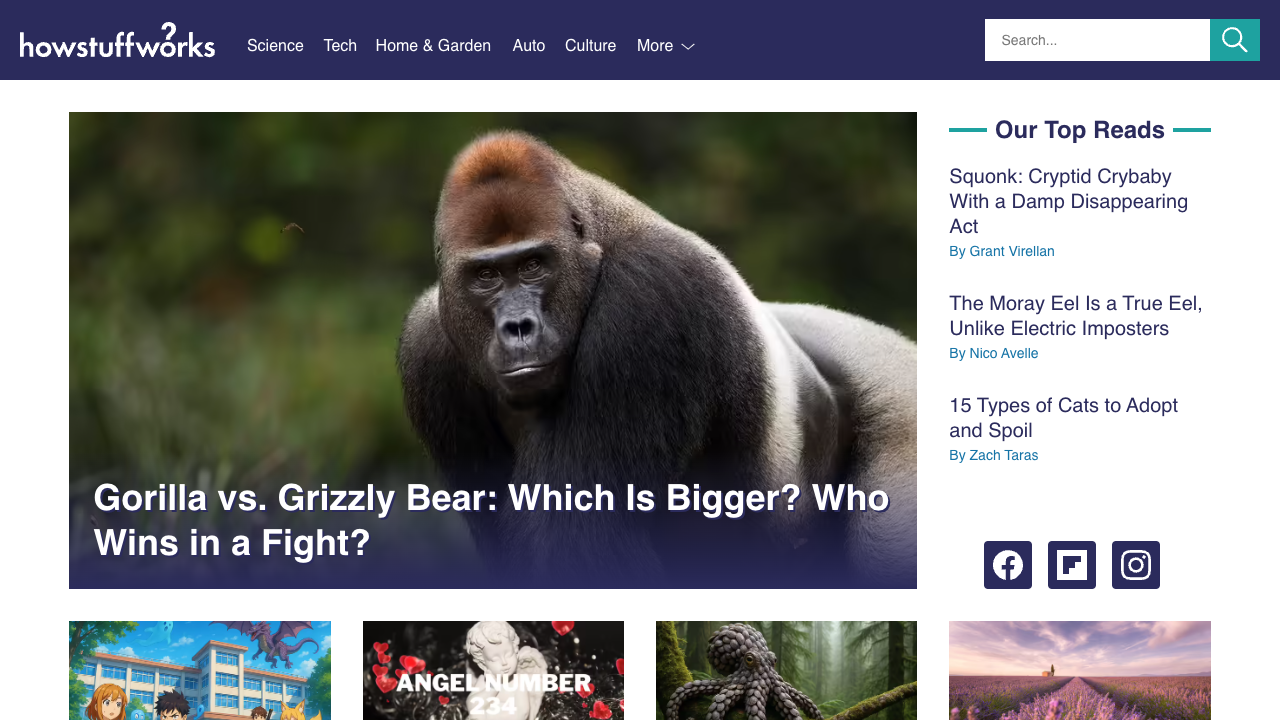 howstuffworks
Science
Tech
Home & Garden
Auto
Culture
More
Search...
Gorilla vs. Grizzly Bear: Which Is Bigger? Who
Wins in a Fight?
Our Top Reads
Squonk: Cryptid Crybaby
With a Damp Disappearing
Act
By Grant Virellan
The Moray Eel Is a True Eel,
Unlike Electric Imposters
By Nico Avelle
15 Types of Cats to Adopt
and Spoil
By Zach Taras
ANGEL NUMBER
234